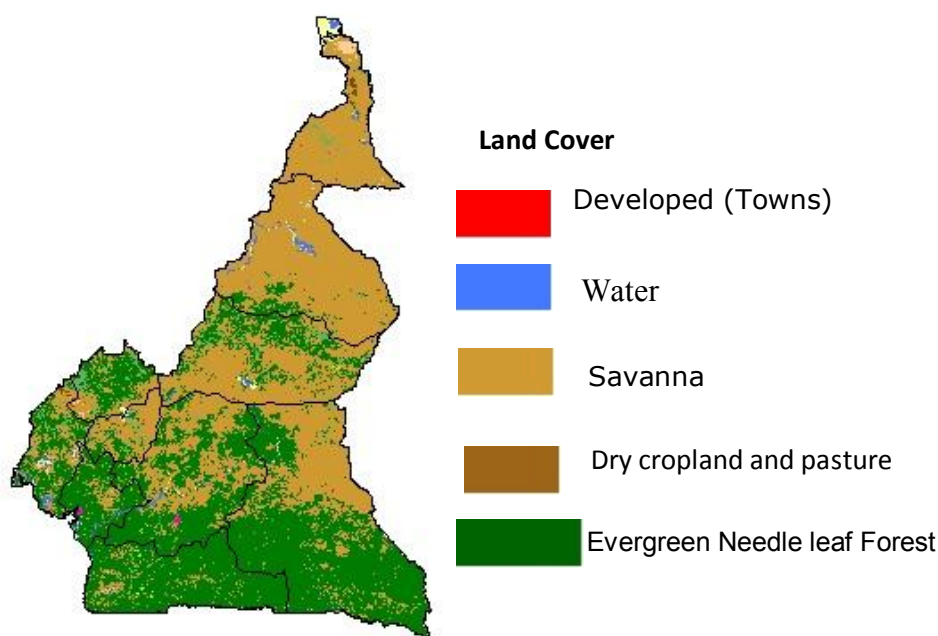 Land Cover
Developed (Towns)
Water
Savanna
Dry cropland and pasture
Evergreen Needle leaf Forest